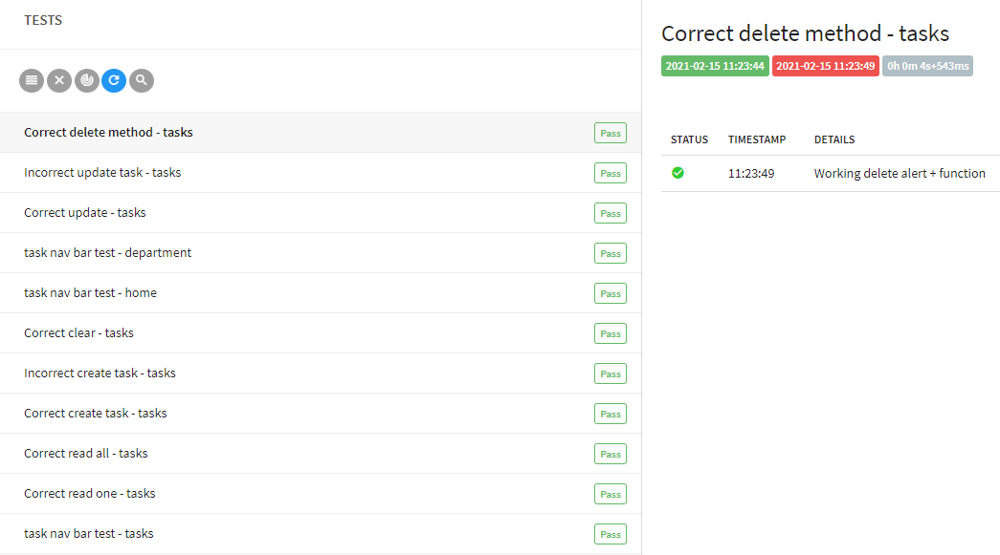 TESTS
Correct delete method - tasks Pass
Incorrect update task - tasks Pass
Correct update - tasks Pass
task nav bar test - department Pass
task nav bar test - home Pass
Correct clear - tasks Pass
Incorrect create task - tasks Pass
Correct create task - tasks Pass
Correct read all - tasks Pass
Correct read one - tasks Pass
task nav bar test - tasks Pass
Correct delete method - tasks
2021-02-15 11:23:44 2021-02-15 11:23:49 0h 0m 4s+543ms
STATUS TIMESTAMP DETAILS
11:23:49 Working delete alert + function